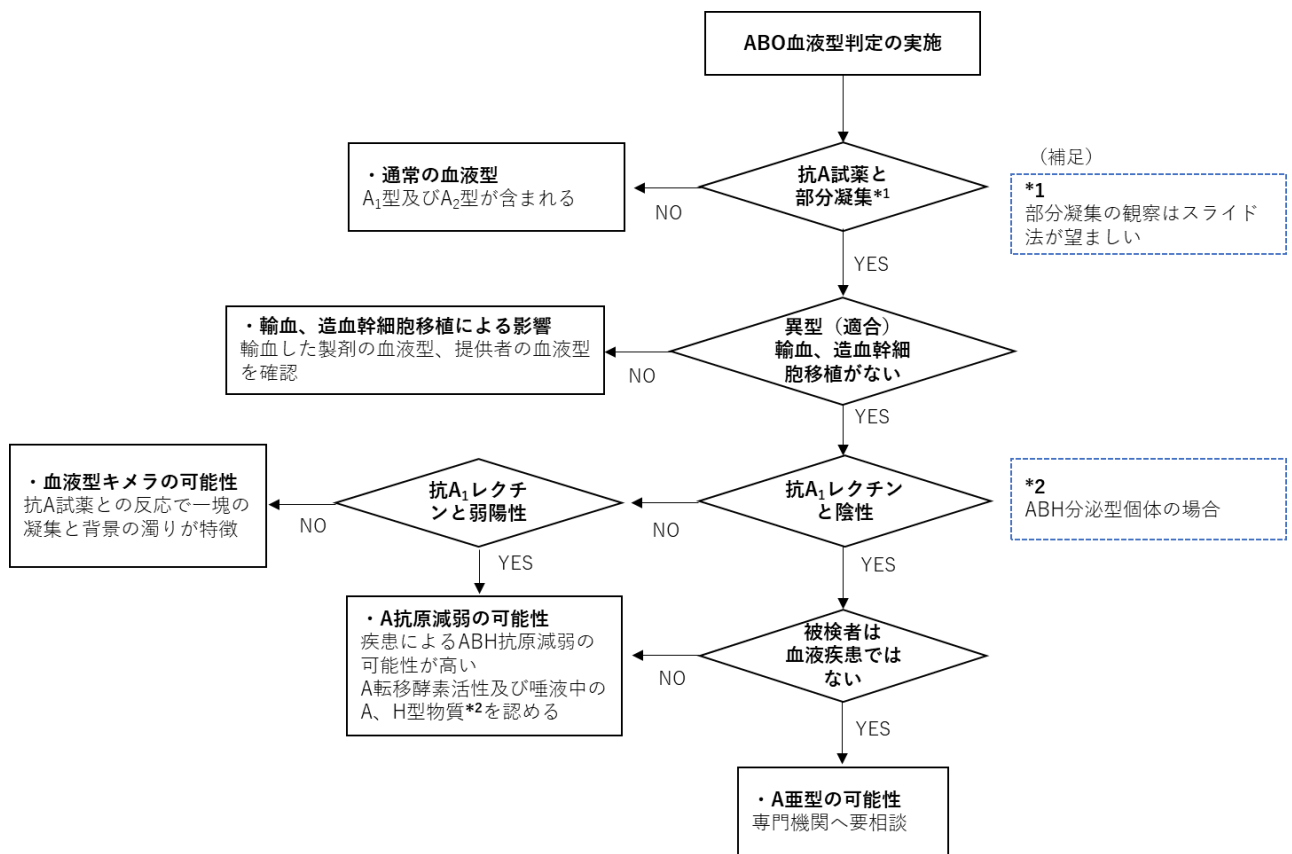 ABO血液型判定の実施
抗A試薬と
部分凝集*1
NO
YES
・通常の血液型
A₁型及びA₂型が含まれる
（補足）
*1
部分凝集の観察はスライド
法が望ましい
異型（適合）
輸血、造血幹細
胞移植がない
NO
YES
・輸血、造血幹細胞移植による影響
輸血した製剤の血液型、提供者の血液型
を確認
抗A₁レクチン
と陰性
NO
YES
抗A₁レクチ
ンと弱陽性
NO
YES
・血液型キメラの可能性
抗A試薬との反応で一塊の
凝集と背景の濁りが特徴
*2
ABH分泌型個体の場合
・A抗原減弱の可能性
疾患によるABH抗原減弱の
可能性が高い
A転移酵素活性及び唾液中の
A、H型物質*2を認める
被検者は
血液疾患では
ない
NO
YES
・A亜型の可能性
専門機関へ要相談